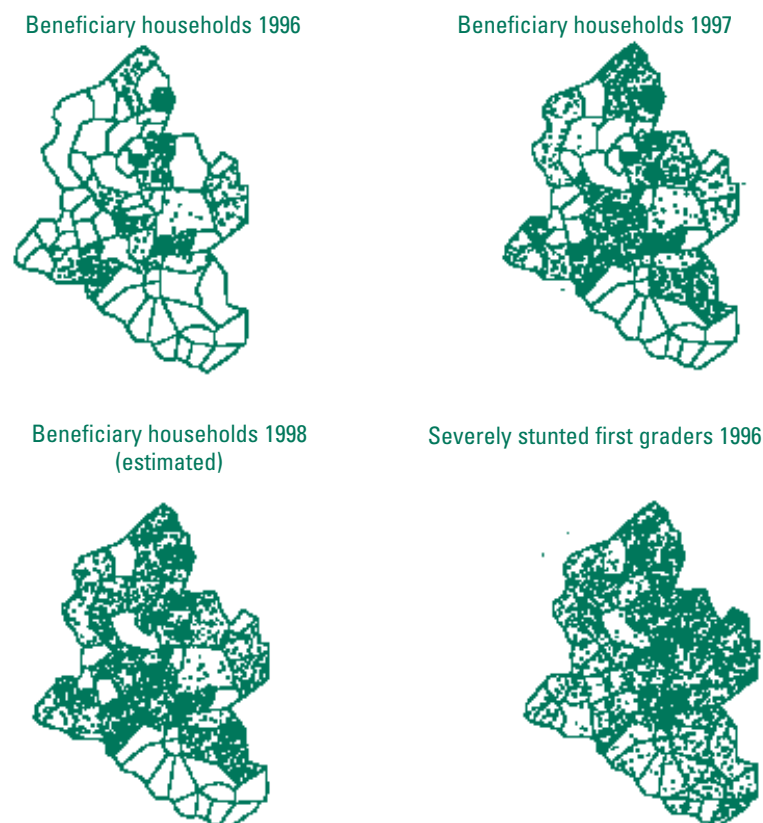 Beneficiary households 1996
Beneficiary households 1997
Beneficiary households 1998
(estimated)
Severely stunted first graders 1996